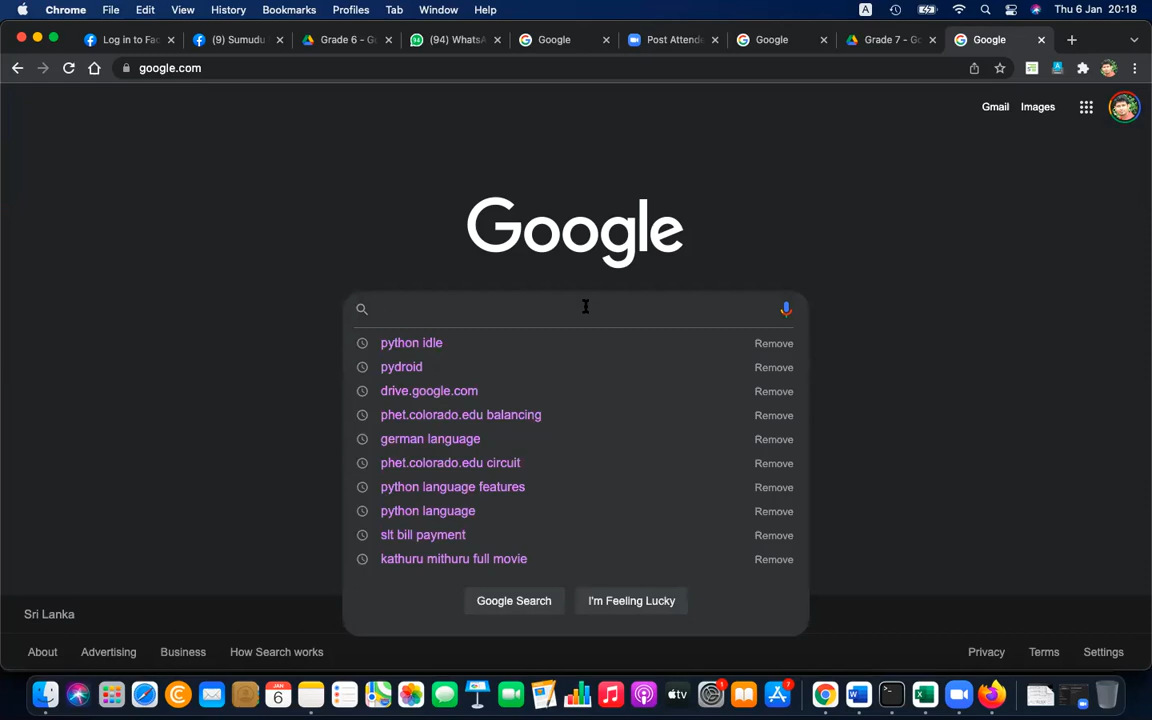 Chrome File Edit View History Bookmarks Profiles Tab Window Help A Thu 6 Jan 20:18
Log in to Fac (9) Sumudu Grade 6 - Go (94) WhatsA Google Post Attende Google Grade 7 - Go Google
google.com
Gmail Images
Google
python idle Remove
pydroid Remove
drive.google.com Remove
phet.colorado.edu balancing Remove
german language Remove
phet.colorado.edu circuit Remove
python language features Remove
python language Remove
slt bill payment Remove
kathuru mithuru full movie Remove
Google Search I'm Feeling Lucky
Sri Lanka
About Advertising Business How Search works Privacy Terms Settings